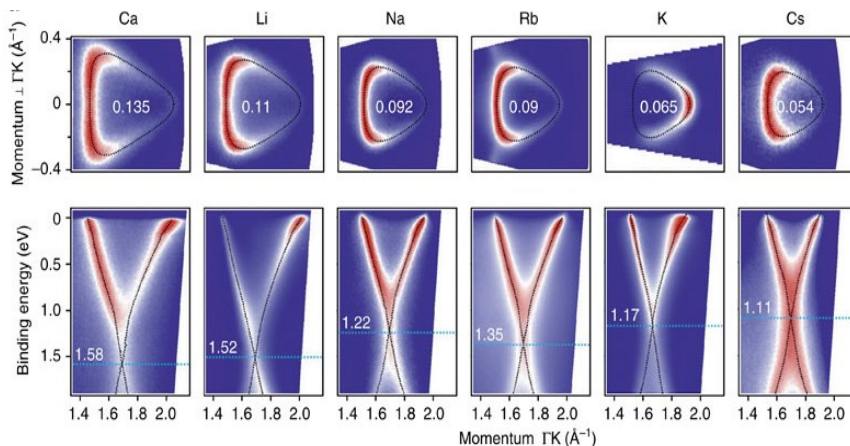 Ca Li Na Rb K Cs
Momentum ⊥ ΓK (Å⁻¹)
0.4
0
−0.4
0.135 0.11 0.092 0.09 0.065 0.054
Binding energy (eV)
0
0.5
1.0
1.5
1.58 1.52 1.22 1.35 1.17 1.11
1.4 1.6 1.8 2.0 1.4 1.6 1.8 2.0 1.4 1.6 1.8 2.0 1.4 1.6 1.8 2.0 1.4 1.6 1.8 2.0 1.4 1.6 1.8 2.0
Momentum ΓK (Å⁻¹)